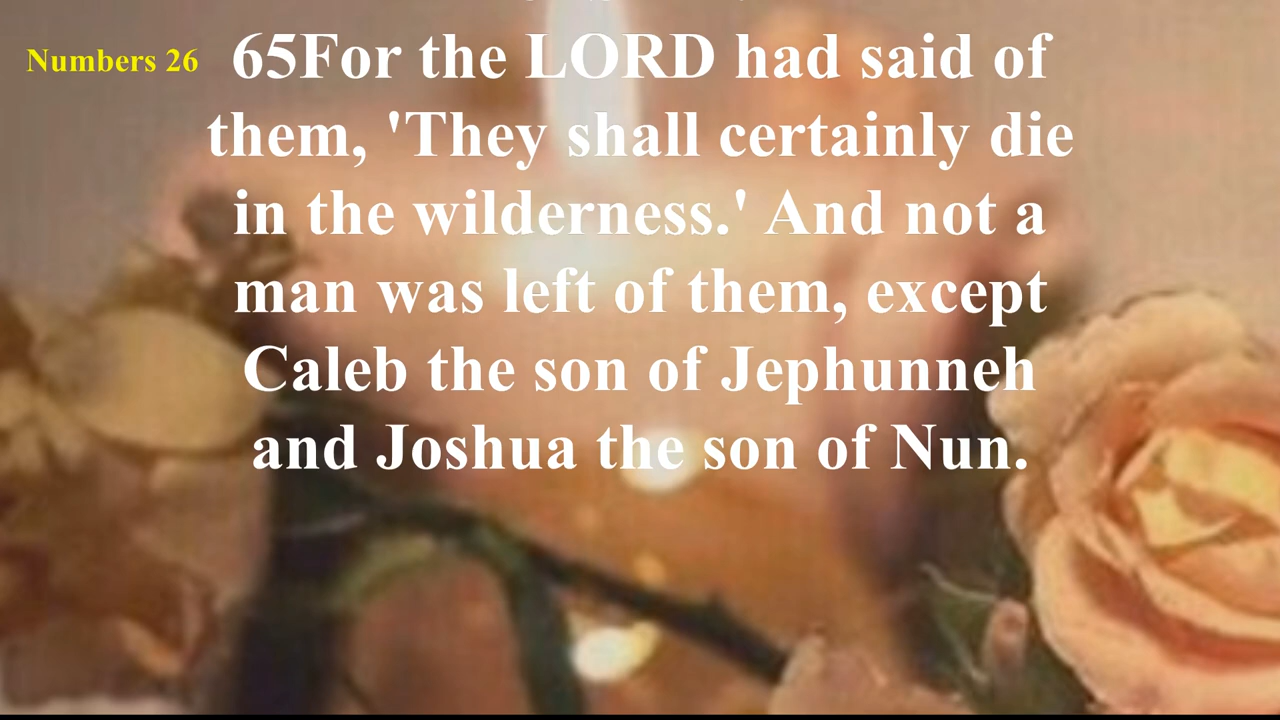 Numbers 26
65For the LORD had said of
them, 'They shall certainly die
in the wilderness.' And not a
man was left of them, except
Caleb the son of Jephunneh
and Joshua the son of Nun.